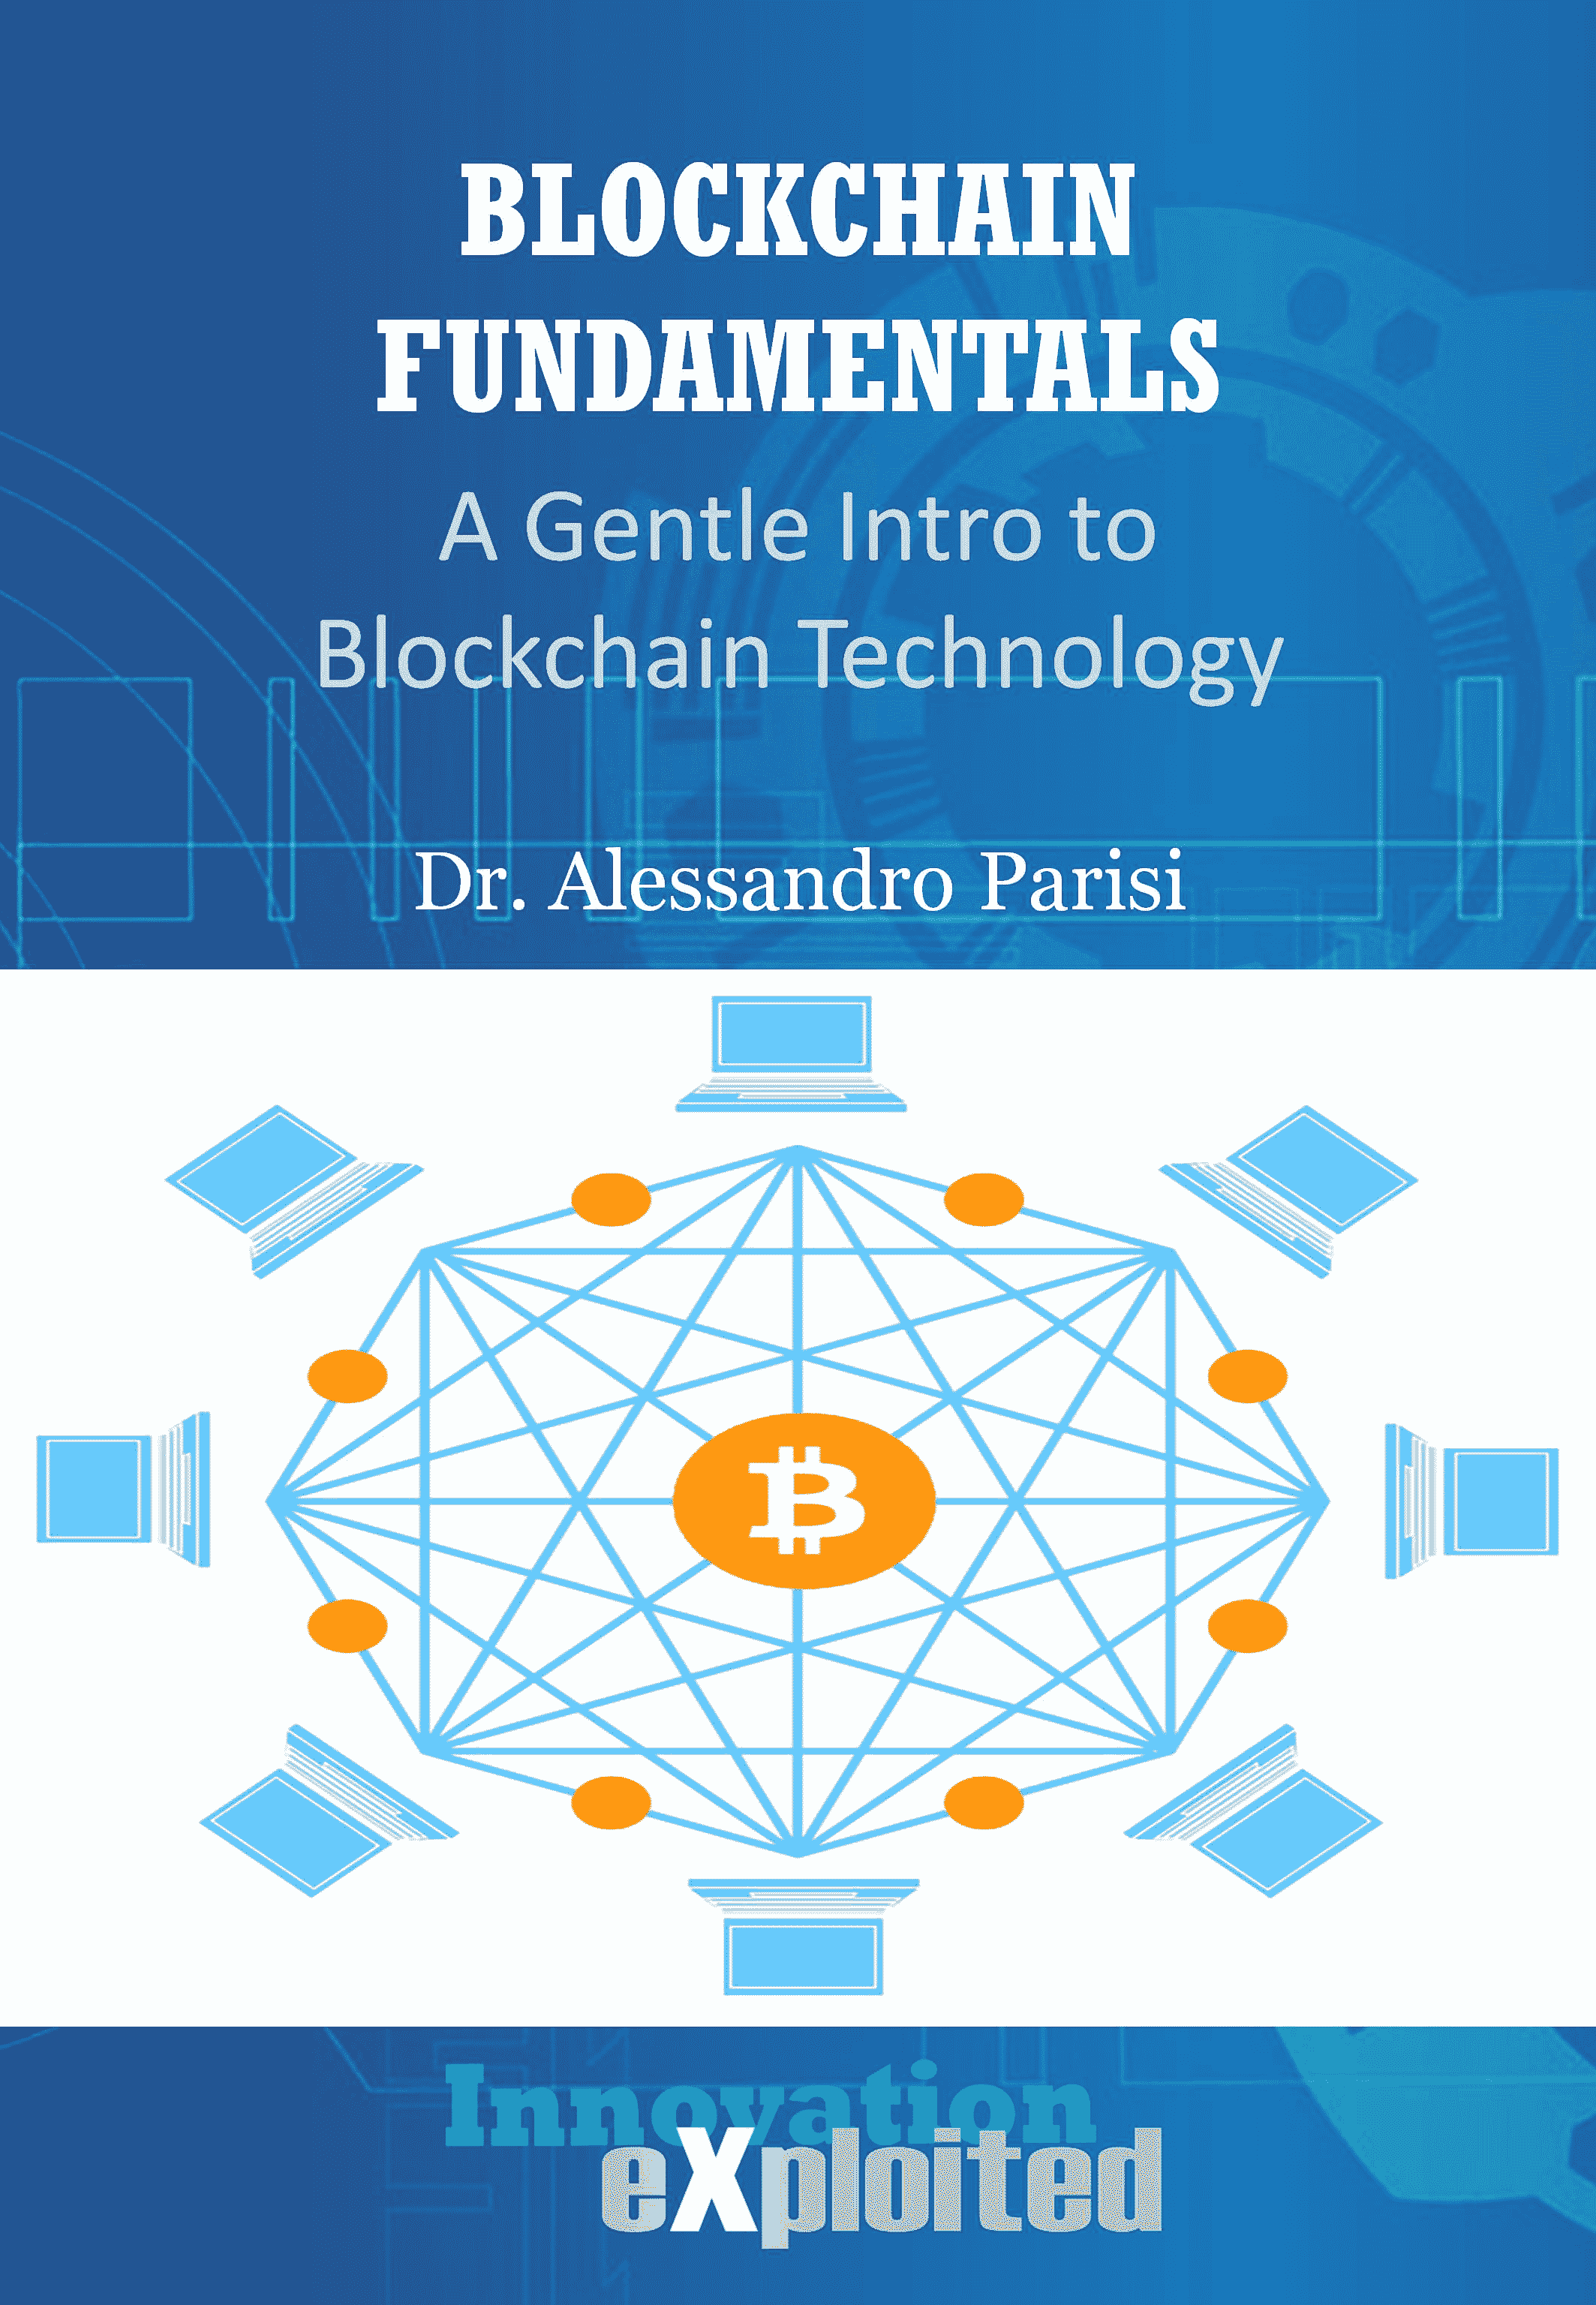 BLOCKCHAIN
FUNDAMENTALS
A Gentle Intro to
Blockchain Technology
Dr. Alessandro Parisi
Innovation
eXploited